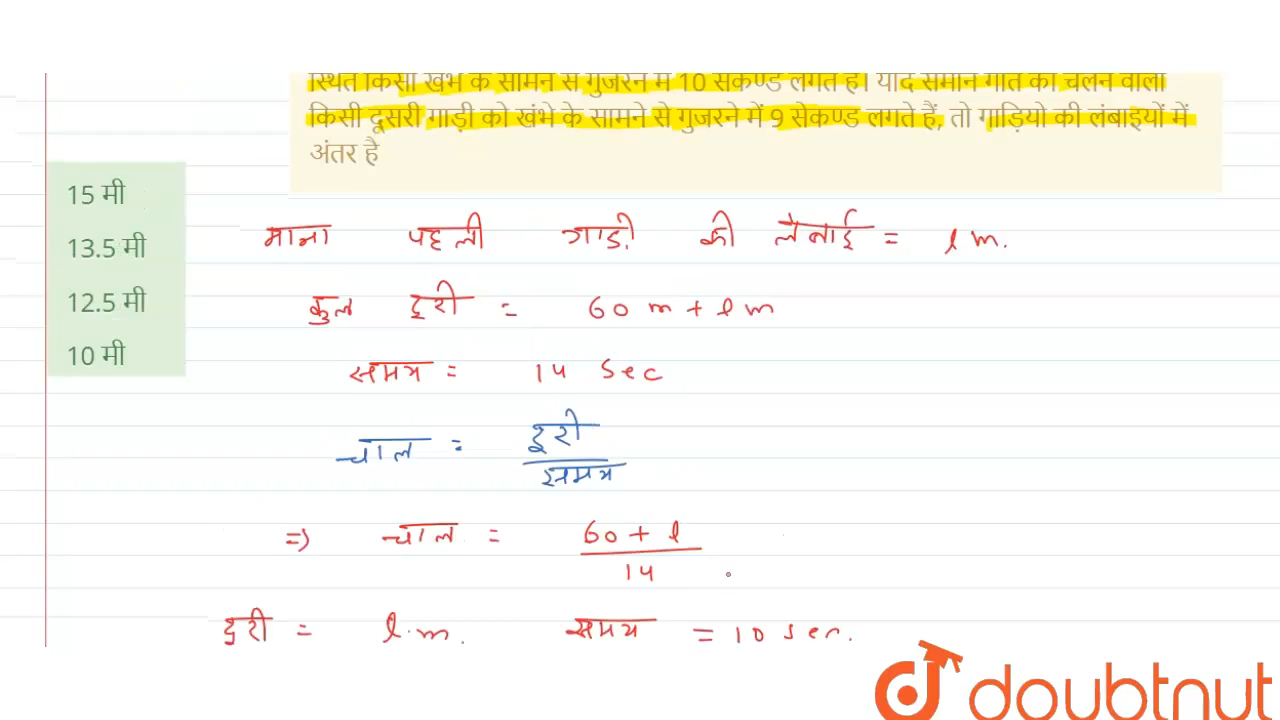 स्थित किसी खंभे के सामने से गुजरने में 10 सेकण्ड लगते हैं। यदि समान गति की चलने वाली
किसी दूसरी गाड़ी को खंभे के सामने से गुजरने में 9 सेकण्ड लगते हैं, तो गाड़ियो की लंबाइयों में
अंतर है
15 मी
13.5 मी
12.5 मी
10 मी
माना पहली गाड़ी की लंबाई = l m.
कुल दूरी = 60 m + l m
समय = 14 Sec
चाल = दूरी / समय
=) चाल = 60 + l / 14
दुरी = l.m. समय = 10 sec.
doubtnut